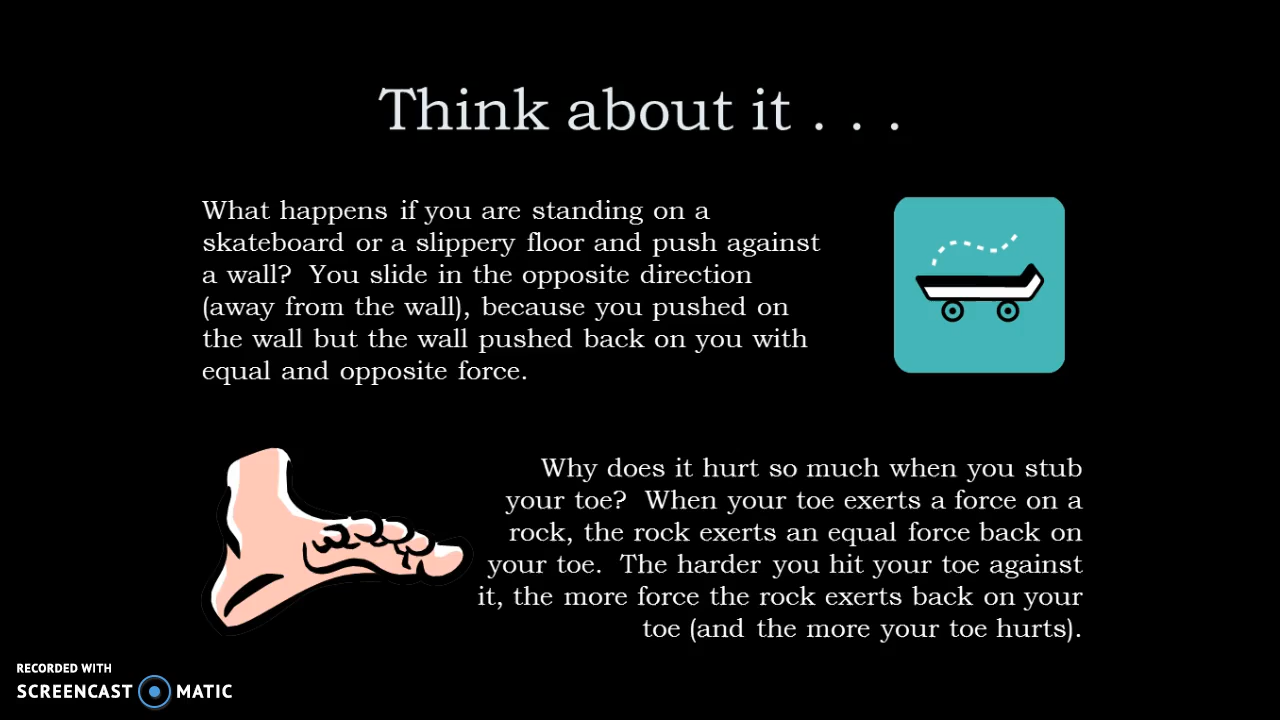 Think about it . . .
What happens if you are standing on a
skateboard or a slippery floor and push against
a wall?  You slide in the opposite direction
(away from the wall), because you pushed on
the wall but the wall pushed back on you with
equal and opposite force.
Why does it hurt so much when you stub
your toe?  When your toe exerts a force on a
rock, the rock exerts an equal force back on
your toe.  The harder you hit your toe against
it, the more force the rock exerts back on your
toe (and the more your toe hurts).
RECORDED WITH
SCREENCAST MATIC